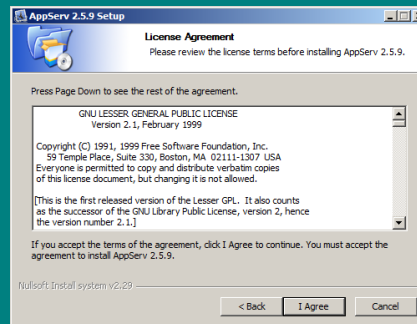 AppServ 2.5.9 Setup
License Agreement
Please review the license terms before installing AppServ 2.5.9.
Press Page Down to see the rest of the agreement.
GNU LESSER GENERAL PUBLIC LICENSE
Version 2.1, February 1999
Copyright (C) 1991, 1999 Free Software Foundation, Inc.
59 Temple Place, Suite 330, Boston, MA 02111-1307 USA
Everyone is permitted to copy and distribute verbatim copies
of this license document, but changing it is not allowed.
[This is the first released version of the Lesser GPL. It also counts
as the successor of the GNU Library Public License, version 2, hence
the version number 2.1.]
If you accept the terms of the agreement, click I Agree to continue. You must accept the
agreement to install AppServ 2.5.9.
Nullsoft Install system v2.29
< Back I Agree Cancel